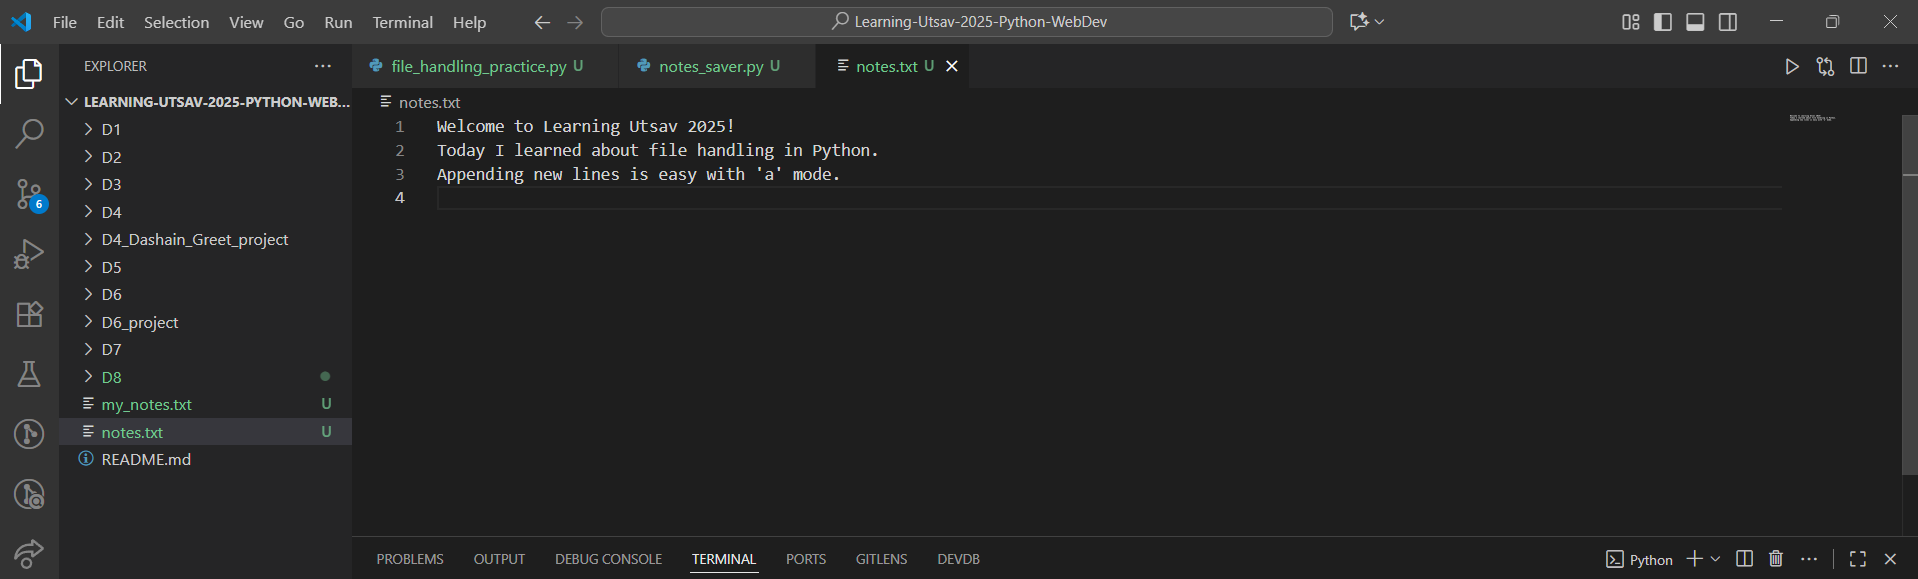 File Edit Selection View Go Run Terminal Help
Learning-Utsav-2025-Python-WebDev
EXPLORER
LEARNING-UTSAV-2025-PYTHON-WEB...
D1
D2
D3
D4
D4_Dashain_Greet_project
D5
D6
D6_project
D7
D8
my_notes.txt U
notes.txt U
README.md
6
file_handling_practice.py U
notes_saver.py U
notes.txt U
notes.txt
1 Welcome to Learning Utsav 2025!
2 Today I learned about file handling in Python.
3 Appending new lines is easy with 'a' mode.
4
PROBLEMS OUTPUT DEBUG CONSOLE TERMINAL PORTS GITLENS DEVDB
Python